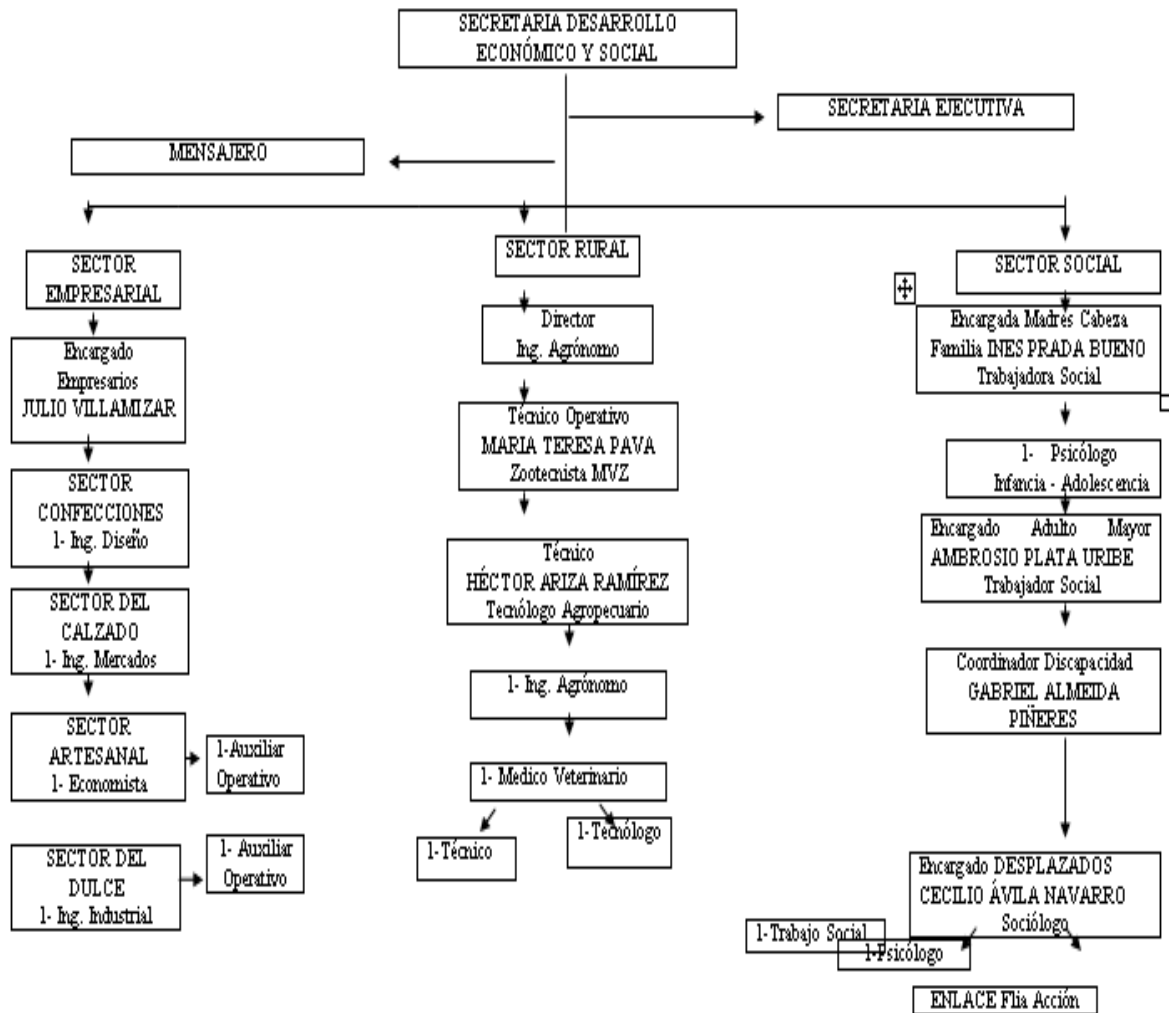 SECRETARIA DESARROLLO
ECONÓMICO Y SOCIAL
SECRETARIA EJECUTIVA
MENSAJERO
SECTOR
EMPRESARIAL
Encargado
Empresarios
JULIO VILLAMIZAR
SECTOR
CONFECCIONES
1- Ing. Diseño
SECTOR DEL
CALZADO
1- Ing. Mercados
SECTOR
ARTESANAL
1- Economista
1-Auxiliar
Operativo
SECTOR DEL
DULCE
1- Ing. Industrial
1- Auxiliar
Operativo
SECTOR RURAL
Director
Ing. Agrónomo
Técnico Operativo
MARIA TERESA PAVA
Zootecnista MVZ
Técnico
HÉCTOR ARIZA RAMÍREZ
Tecnólogo Agropecuario
1- Ing. Agrónomo
1- Medico Veterinario
1-Técnico
1-Tecnólogo
SECTOR SOCIAL
Encargada Madres Cabeza
Familia INES PRADA BUENO
Trabajadora Social
1- Psicólogo
Infancia - Adolescencia
Encargado Adulto Mayor
AMBROSIO PLATA URIBE
Trabajador Social
Coordinador Discapacidad
GABRIEL ALMEIDA
PIÑERES
Encargado DESPLAZADOS
CECILIO ÁVILA NAVARRO
Sociólogo
1-Trabajo Social
1-Psicólogo
ENLACE Flia Acción